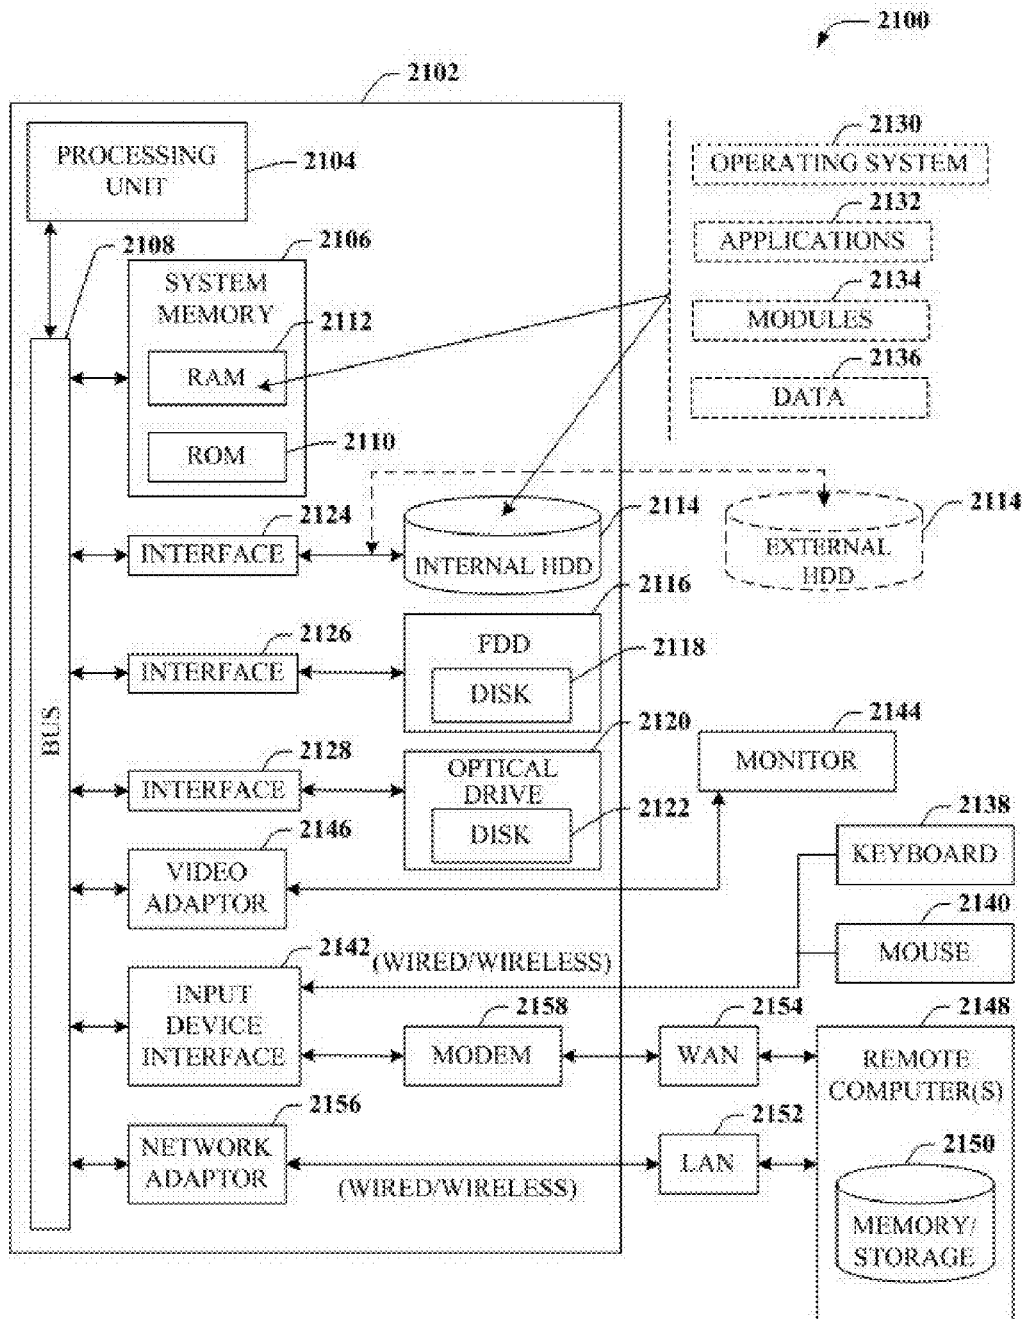 2100
2102
PROCESSING
UNIT
2104
2108
2106
SYSTEM
MEMORY
2112
RAM
2110
ROM
2130
OPERATING SYSTEM
2132
APPLICATIONS
2134
MODULES
2136
DATA
2124
INTERFACE
2114
INTERNAL HDD
2114
EXTERNAL
HDD
2126
INTERFACE
2116
FDD
2118
DISK
BUS
2128
INTERFACE
2120
OPTICAL
DRIVE
2122
DISK
2144
MONITOR
2146
VIDEO
ADAPTOR
2138
KEYBOARD
2140
MOUSE
2142
(WIRED/WIRELESS)
INPUT
DEVICE
INTERFACE
2158
MODEM
2154
WAN
2148
REMOTE
COMPUTER(S)
2156
NETWORK
ADAPTOR
(WIRED/WIRELESS)
2152
LAN
2150
MEMORY/
STORAGE